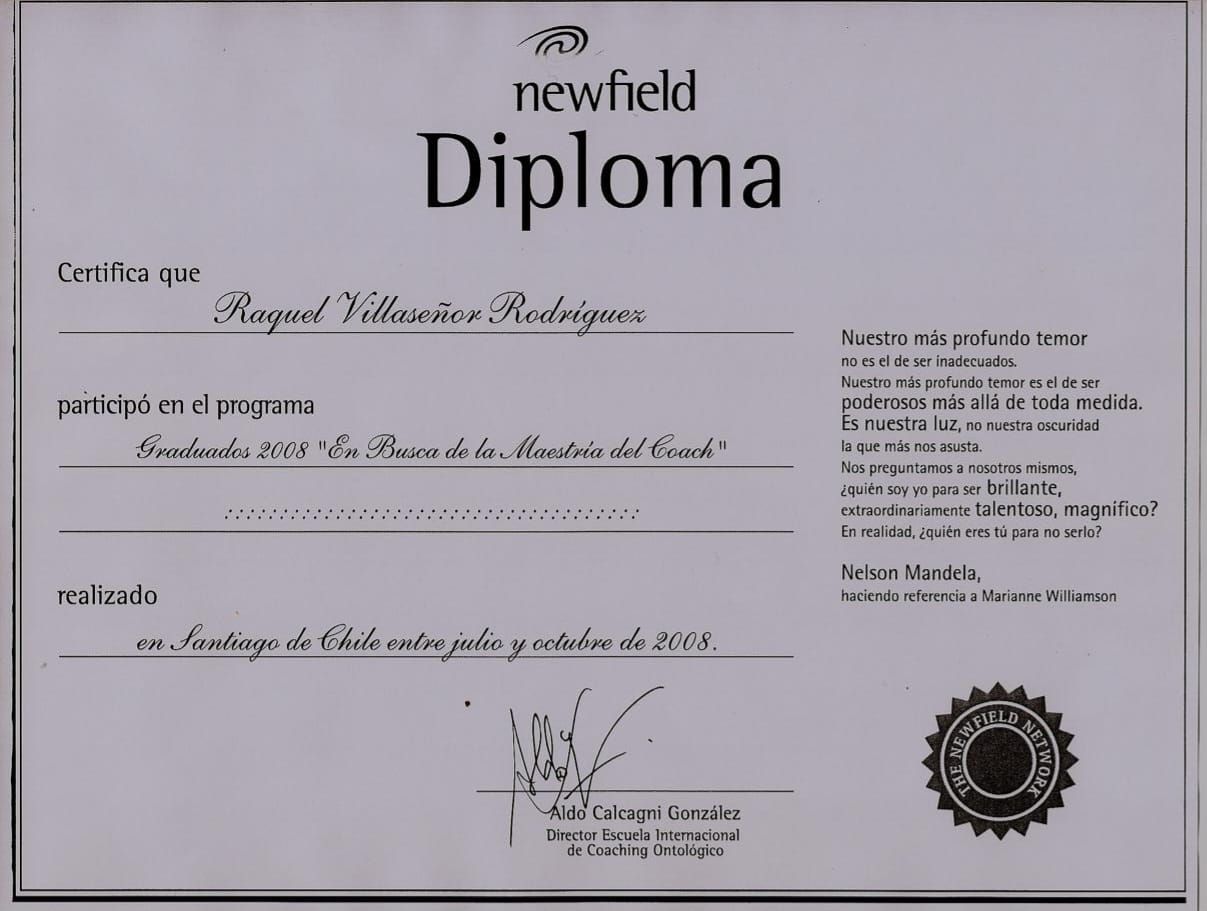 newfield
Diploma
Certifica que
Raquel Villaseñor Rodríguez
participó en el programa
Graduados 2008 "En Busca de la Maestría del Coach"
realizado
en Santiago de Chile entre julio y octubre de 2008.
Nuestro más profundo temor
no es el de ser inadecuados.
Nuestro más profundo temor es el de ser
poderosos más allá de toda medida.
Es nuestra luz, no nuestra oscuridad
la que más nos asusta.
Nos preguntamos a nosotros mismos,
¿quién soy yo para ser brillante,
extraordinariamente talentoso, magnífico?
En realidad, ¿quién eres tú para no serlo?
Nelson Mandela,
haciendo referencia a Marianne Williamson
Aldo
Aldo Calcagni González
Director Escuela Internacional
de Coaching Ontológico
THE NEWFIELD NETWORK